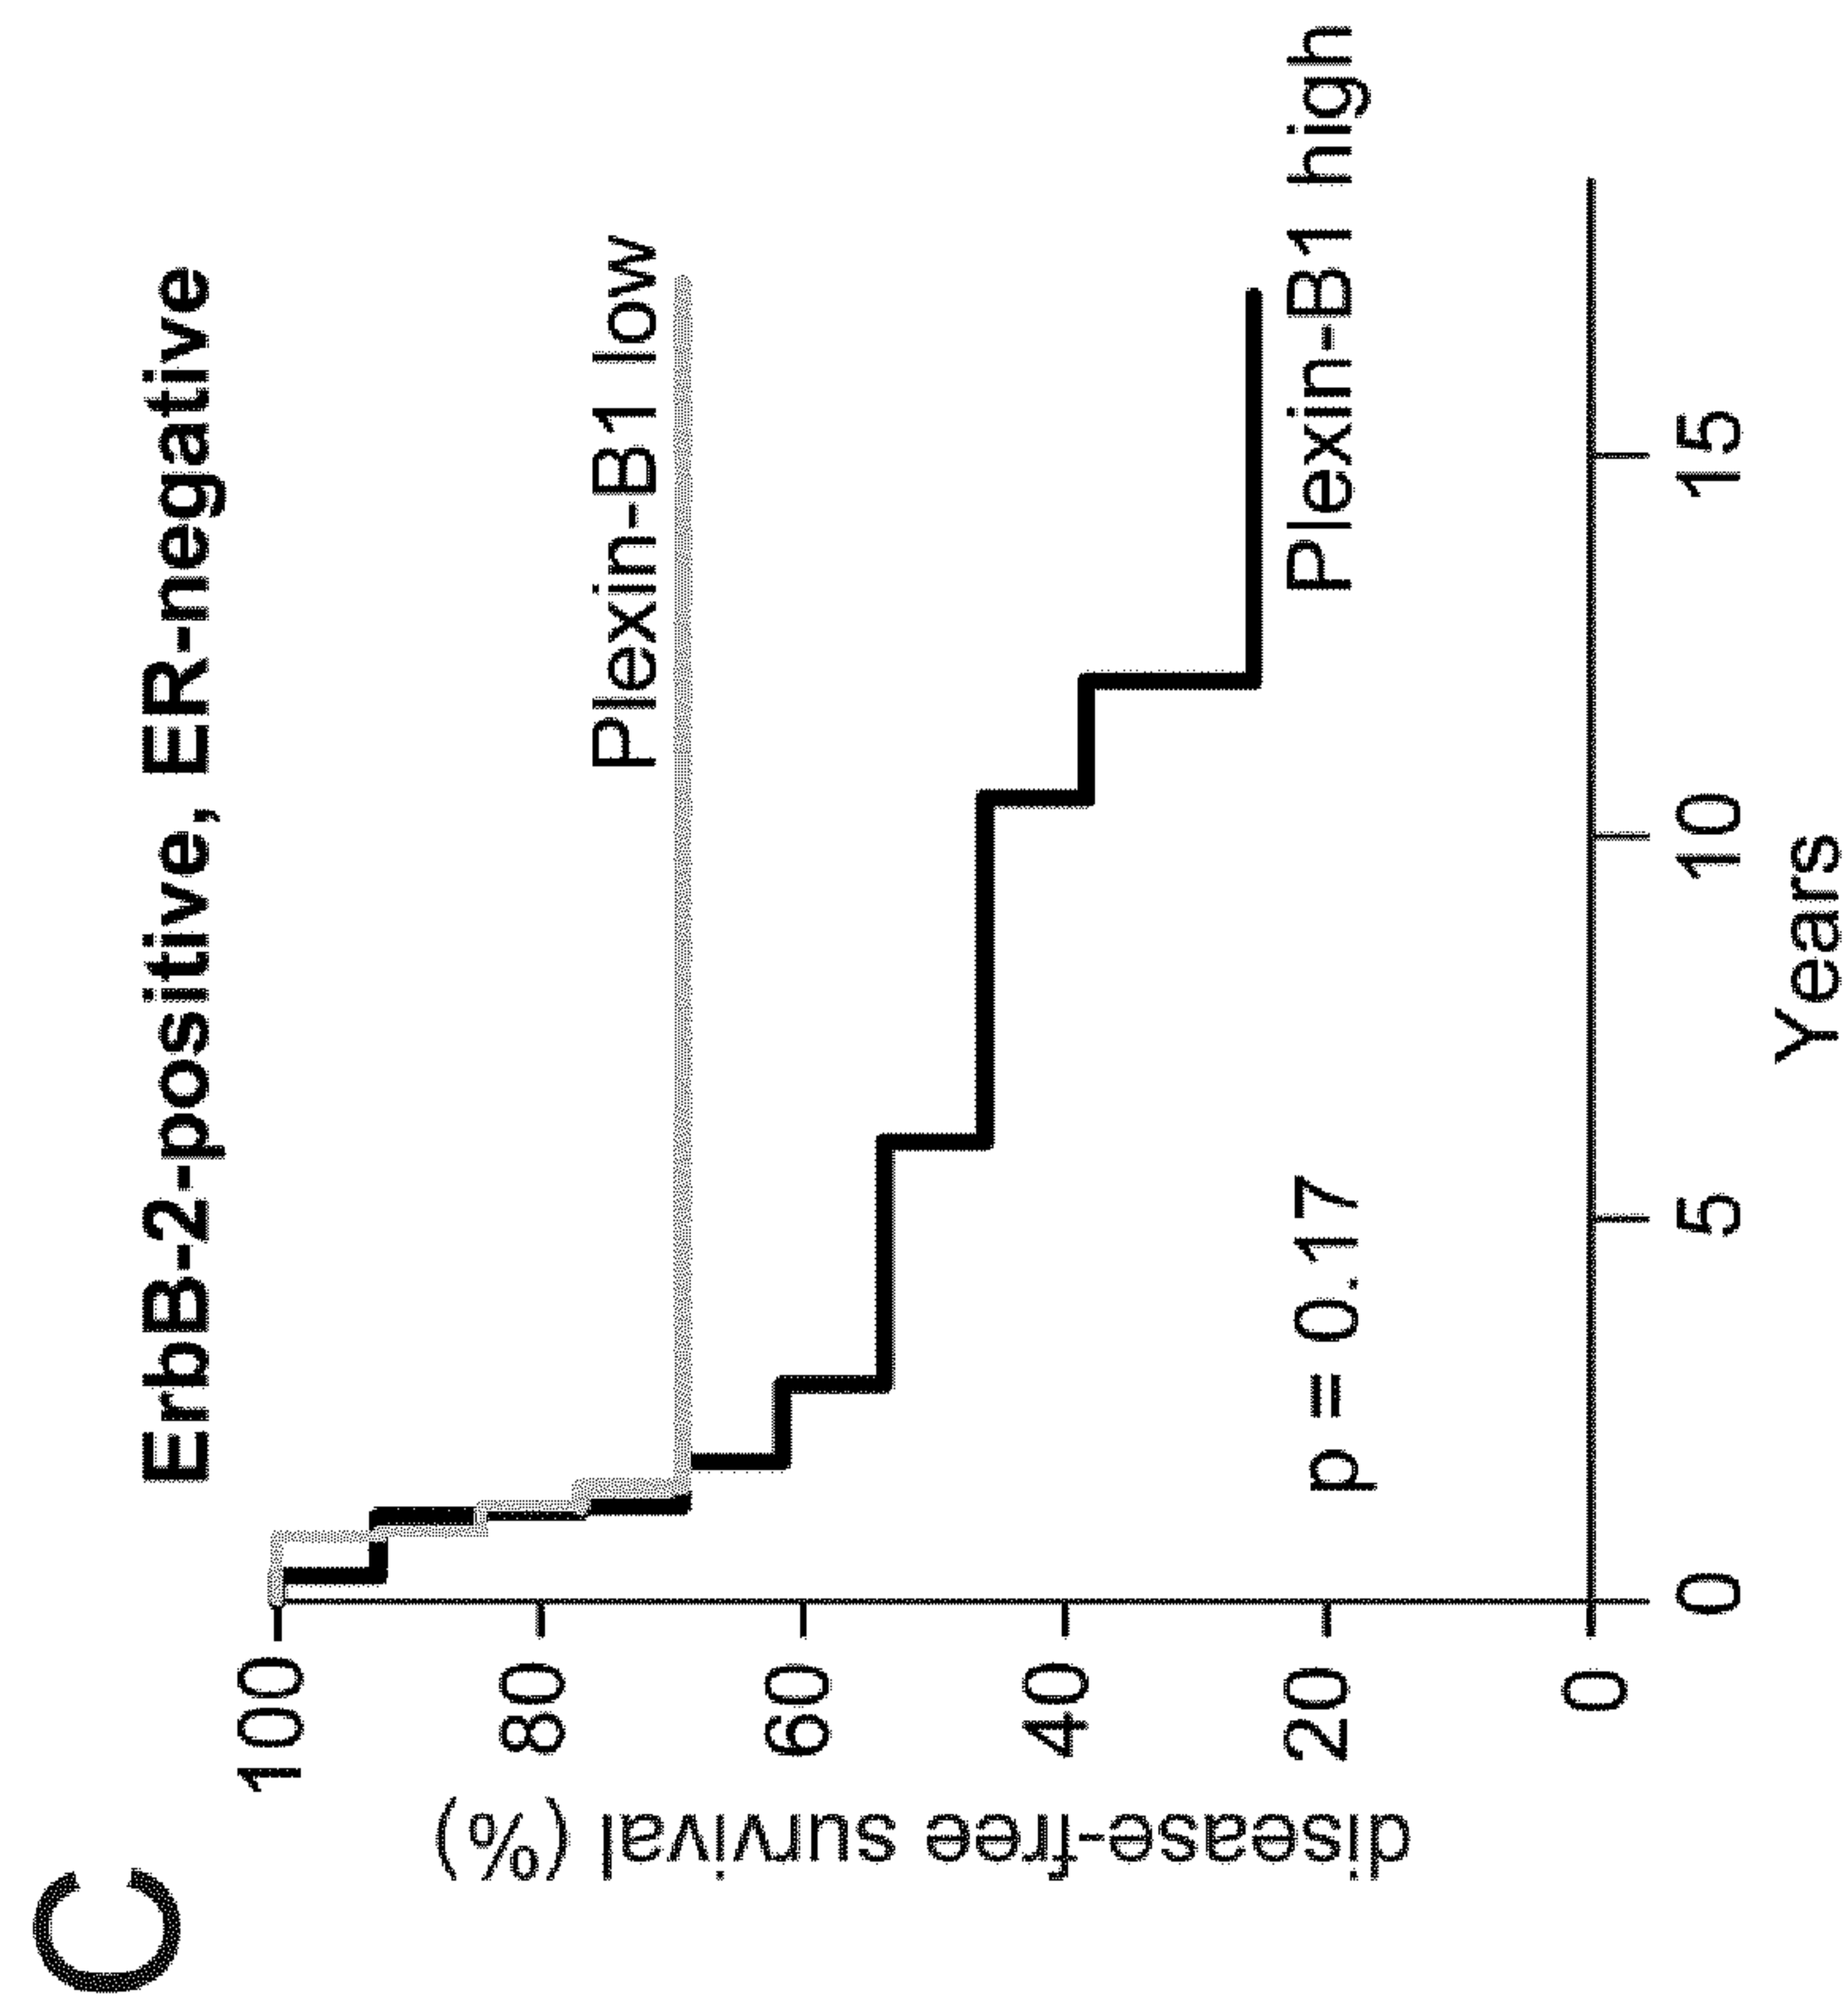 C
ErbB-2-positive, ER-negative
disease-free survival (%)
100
80
60
40
20
0
Plexin-B1 low
Plexin-B1 high
p = 0.17
0
5
10
15
Years